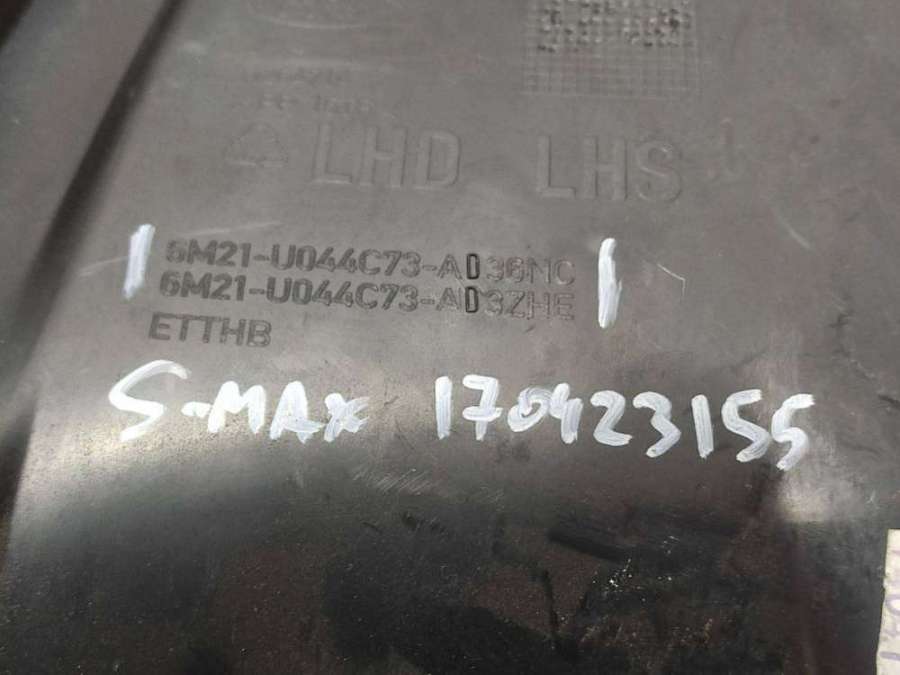 LHD LHS
6M21-U044C73-AD36NC
6M21-U044C73-AD3ZHE
ETTHB
S-MAX 170423155